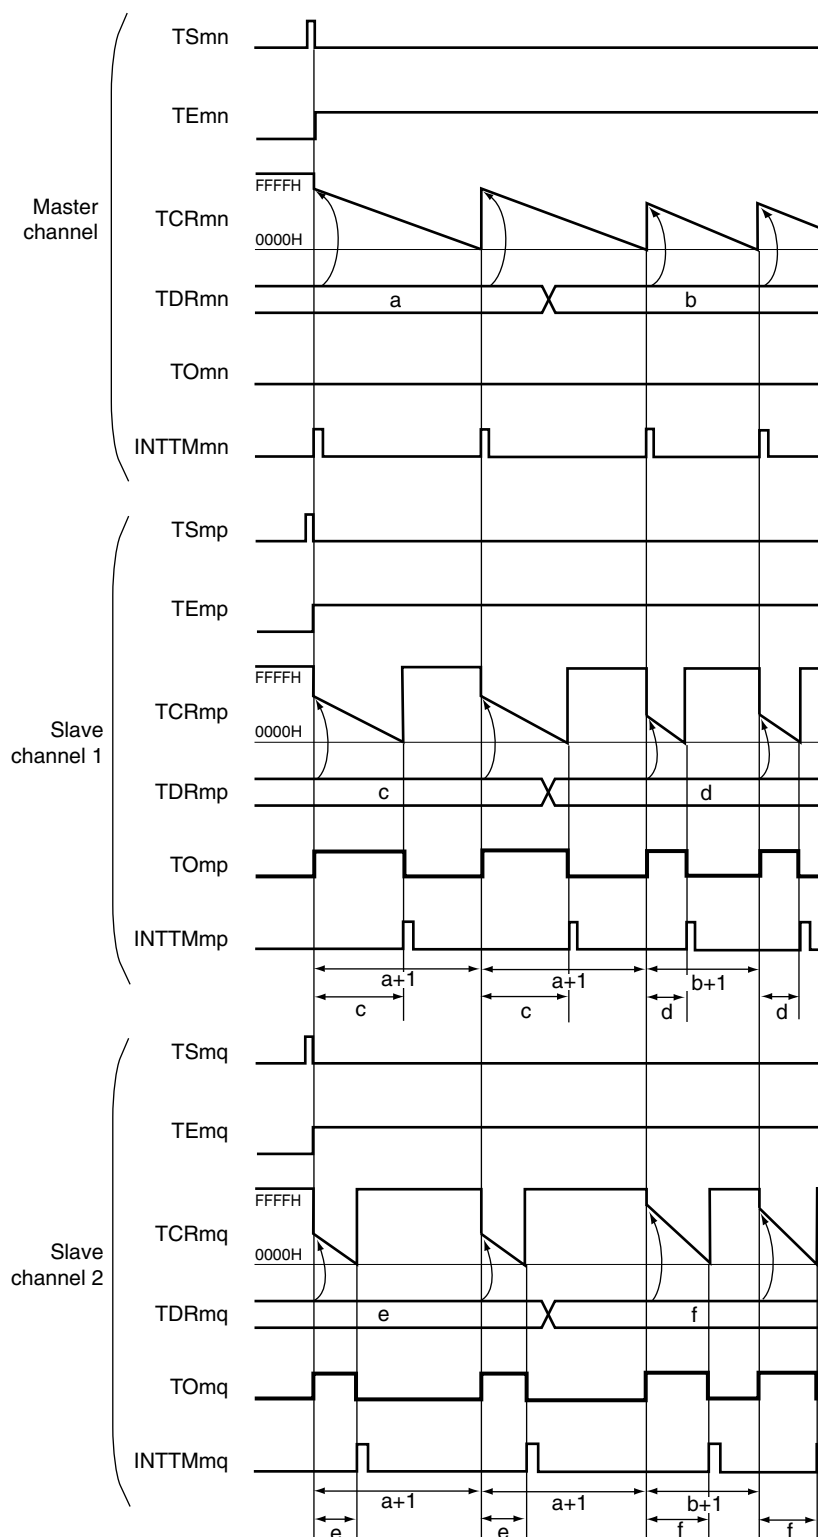 TSmn
TEmn
Master
channel
FFFFH
TCRmn
0000H
TDRmn
a
b
TOmn
INTTMmn
TSmp
TEmp
Slave
channel 1
FFFFH
TCRmp
0000H
TDRmp
c
d
TOmp
INTTMmp
a+1
a+1
b+1
c
c
d
d
TSmq
TEmq
Slave
channel 2
FFFFH
TCRmq
0000H
TDRmq
e
f
TOmq
INTTMmq
a+1
a+1
b+1
e
e
f
f